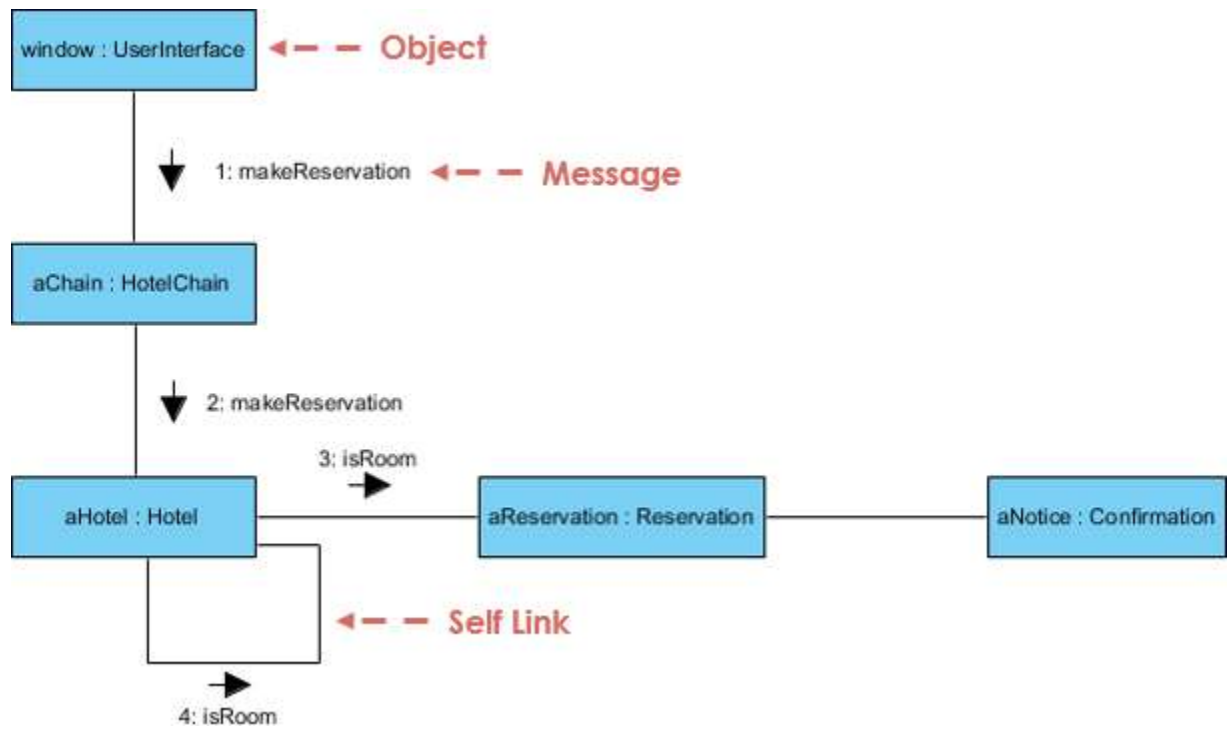 window : UserInterface
Object
1: makeReservation
Message
aChain : HotelChain
2: makeReservation
3: isRoom
aHotel : Hotel
aReservation : Reservation
aNotice : Confirmation
Self Link
4: isRoom